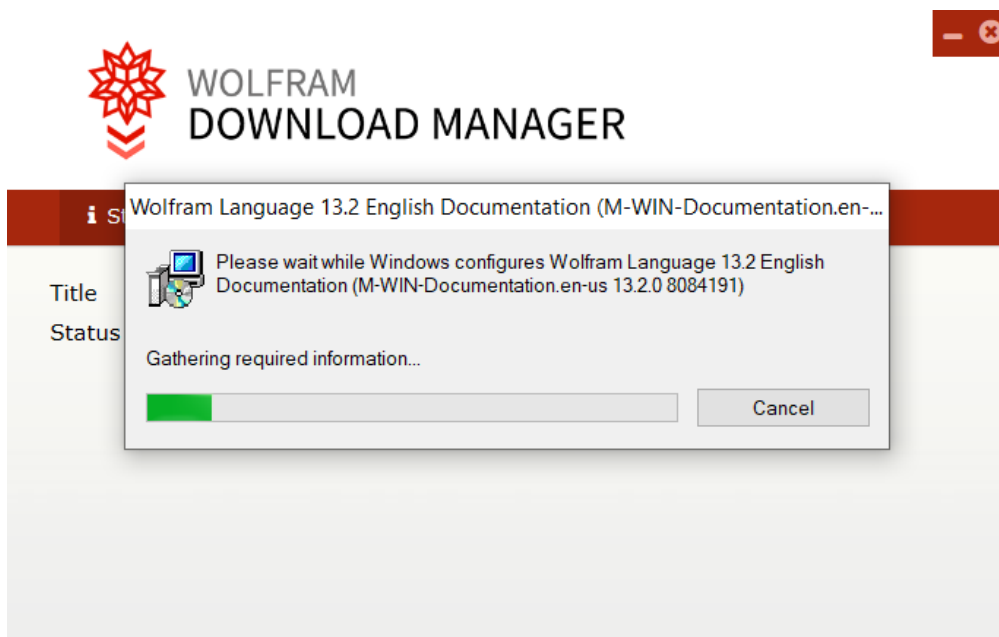 WOLFRAM
DOWNLOAD MANAGER
Wolfram Language 13.2 English Documentation (M-WIN-Documentation.en-...
Please wait while Windows configures Wolfram Language 13.2 English
Documentation (M-WIN-Documentation.en-us 13.2.0 8084191)
Title
Status
Gathering required information...
Cancel